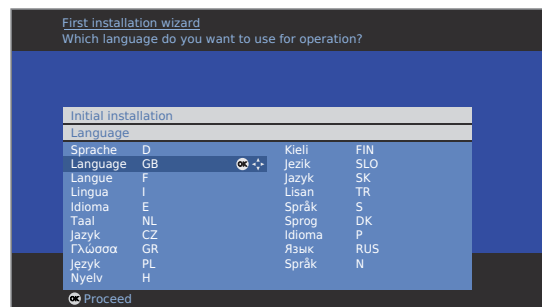 First installation wizard
Which language do you want to use for operation?
Initial installation
Language
Sprache D Kieli FIN
Language GB OK Jezik SLO
Langue F Jazyk SK
Lingua I Lisan TR
Idioma E Språk S
Taal NL Sprog DK
Jazyk CZ Idioma P
Γλώσσα GR Язык RUS
Język PL Språk N
Nyelv H
OK Proceed